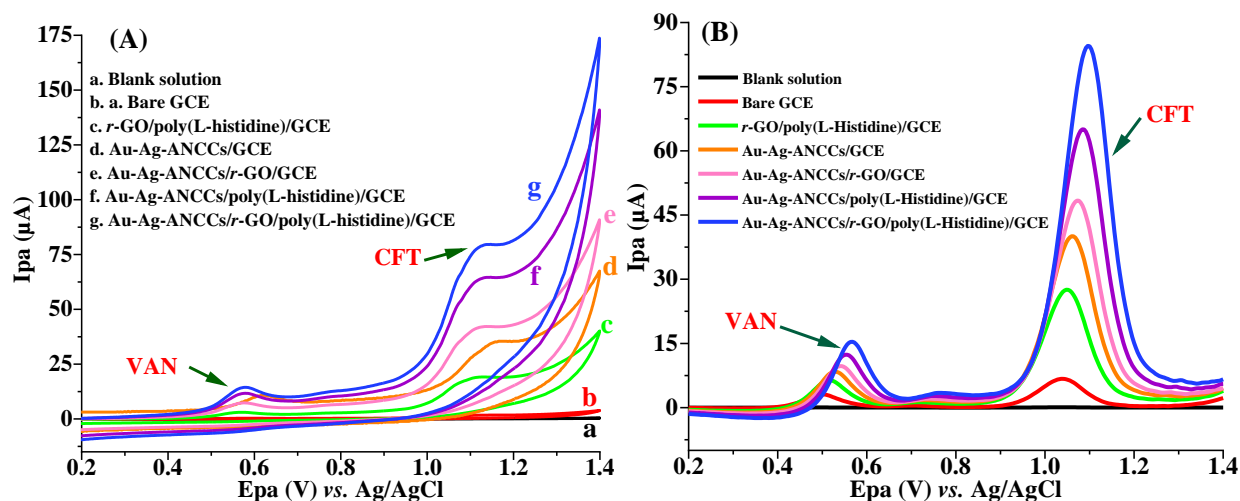 (A)
175
150
125
100
75
50
25
0
Ipa (µA)
a. Blank solution
b. a. Bare GCE
c. r-GO/poly(L-histidine)/GCE
d. Au-Ag-ANCCs/GCE
e. Au-Ag-ANCCs/r-GO/GCE
f. Au-Ag-ANCCs/poly(L-histidine)/GCE
g. Au-Ag-ANCCs/r-GO/poly(L-histidine)/GCE
VAN
CFT
g
f
e
d
c
b
a
0.2 0.4 0.6 0.8 1.0 1.2 1.4
Epa (V) vs. Ag/AgCl
(B)
90
75
60
45
30
15
0
Ipa (µA)
Blank solution
Bare GCE
r-GO/poly(L-Histidine)/GCE
Au-Ag-ANCCs/GCE
Au-Ag-ANCCs/r-GO/GCE
Au-Ag-ANCCs/poly(L-Histidine)/GCE
Au-Ag-ANCCs/r-GO/poly(L-Histidine)/GCE
VAN
CFT
0.2 0.4 0.6 0.8 1.0 1.2 1.4
Epa (V) vs. Ag/AgCl